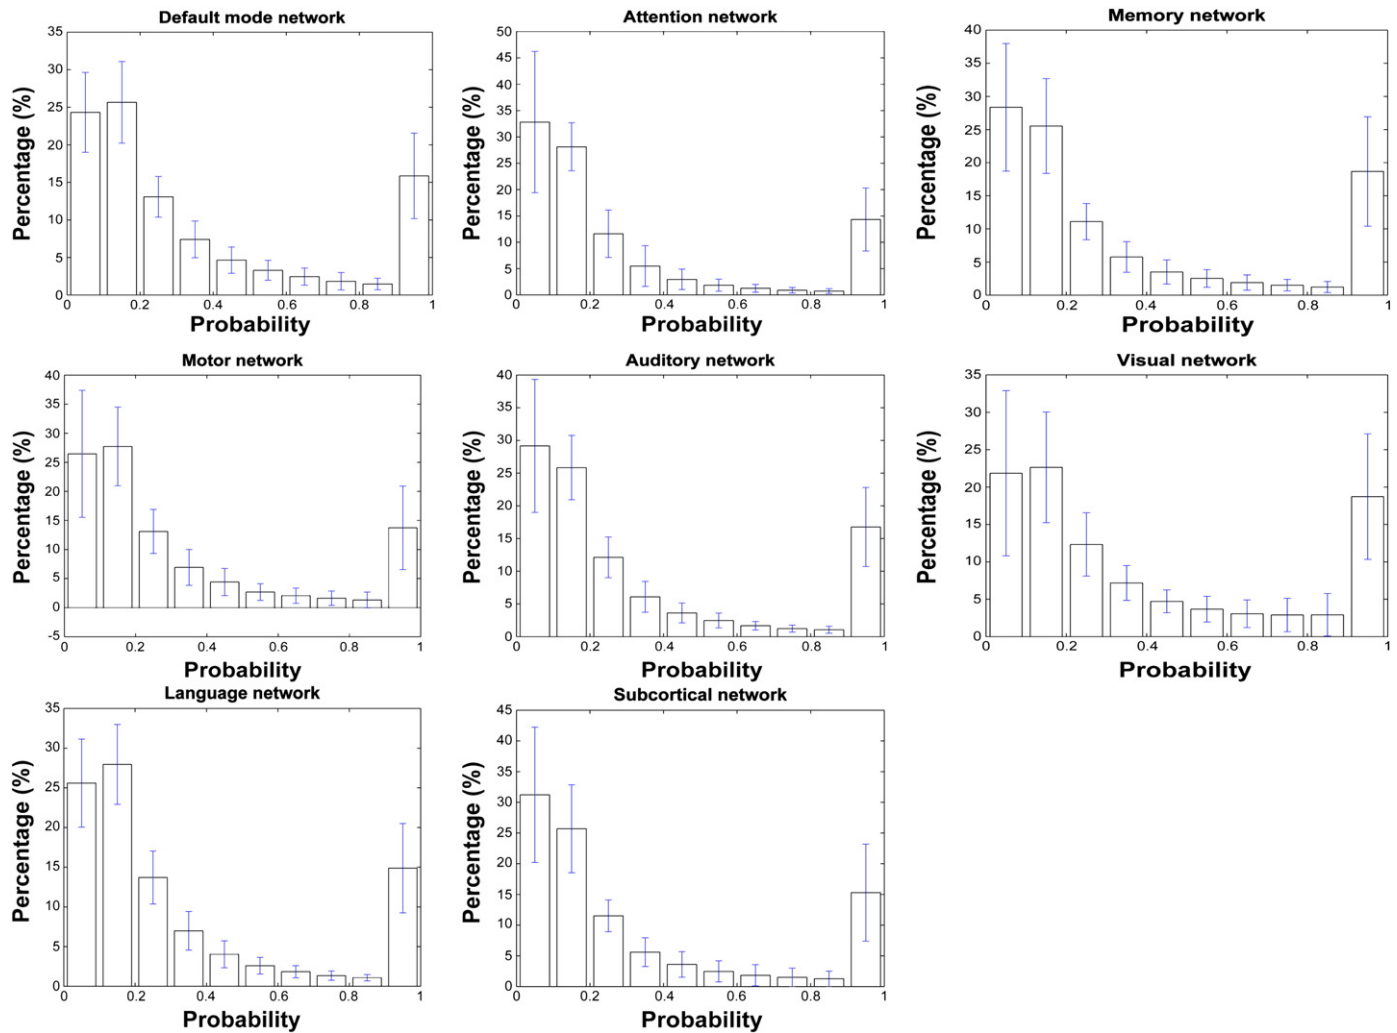 Default mode network
35
30
25
20
15
10
5
0
Percentage (%)
0 0.2 0.4 0.6 0.8 1
Probability
Attention network
50
45
40
35
30
25
20
15
10
5
0
Percentage (%)
0 0.2 0.4 0.6 0.8 1
Probability
Memory network
40
35
30
25
20
15
10
5
0
Percentage (%)
0 0.2 0.4 0.6 0.8 1
Probability
Motor network
40
35
30
25
20
15
10
5
0
-5
Percentage (%)
0 0.2 0.4 0.6 0.8 1
Probability
Auditory network
40
35
30
25
20
15
10
5
0
Percentage (%)
0 0.2 0.4 0.6 0.8 1
Probability
Visual network
35
30
25
20
15
10
5
0
Percentage (%)
0 0.2 0.4 0.6 0.8 1
Probability
Language network
35
30
25
20
15
10
5
0
Percentage (%)
0 0.2 0.4 0.6 0.8 1
Probability
Subcortical network
45
40
35
30
25
20
15
10
5
0
Percentage (%)
0 0.2 0.4 0.6 0.8 1
Probability